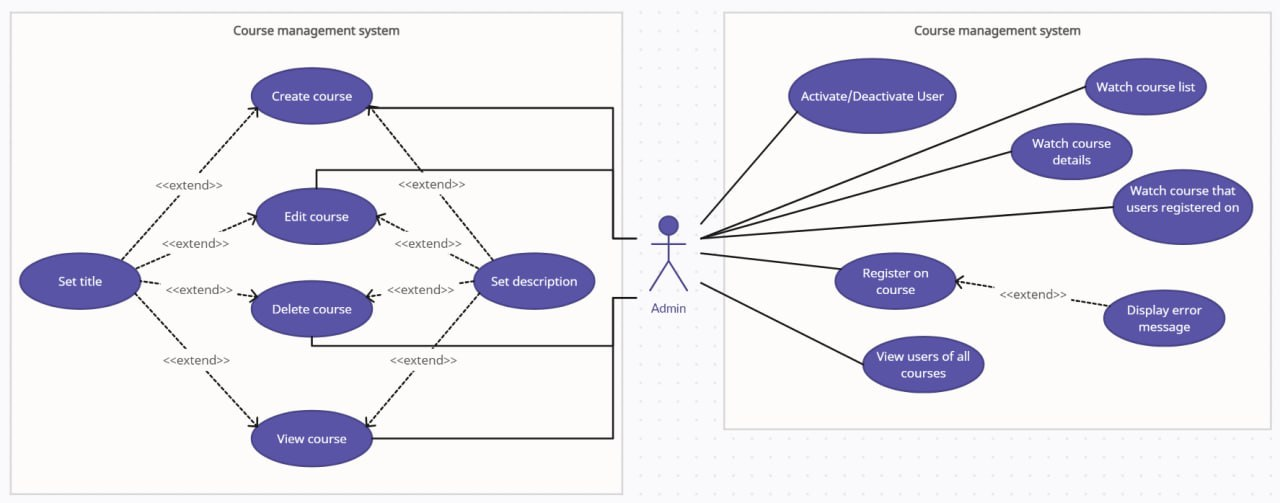 Course management system
Create course
<<extend>>
<<extend>>
Edit course
<<extend>>
<<extend>>
Set title
Set description
<<extend>>
<<extend>>
Delete course
<<extend>>
<<extend>>
View course
Admin
Course management system
Activate/Deactivate User
Watch course list
Watch course
details
Watch course that
users registered on
Register on
course
<<extend>>
Display error
message
View users of all
courses